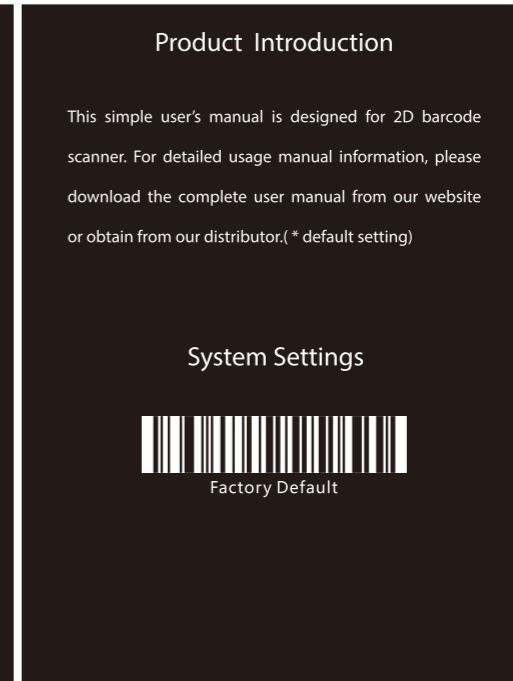 Product Introduction
This simple user's manual is designed for 2D barcode
scanner. For detailed usage manual information, please
download the complete user manual from our website
or obtain from our distributor.( * default setting)
System Settings
Factory Default